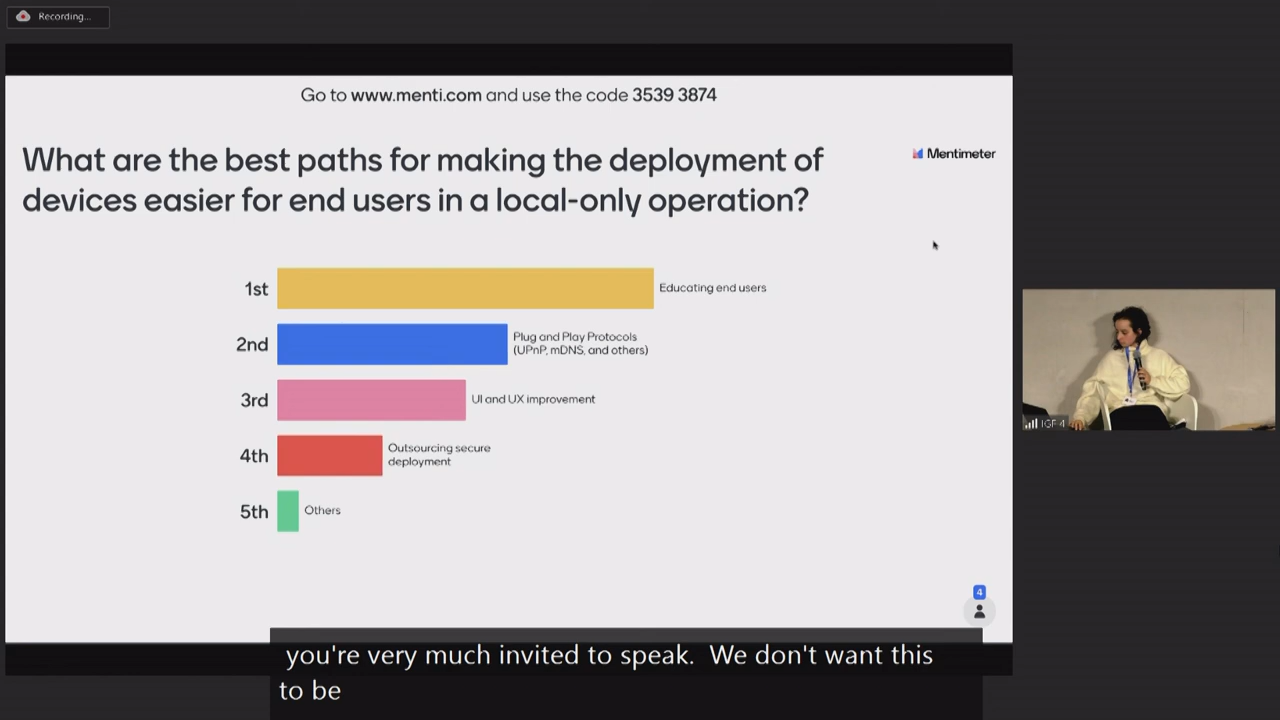 Recording...
Go to www.menti.com and use the code 3539 3874
What are the best paths for making the deployment of
devices easier for end users in a local-only operation?
Mentimeter
1st
Educating end users
2nd
Plug and Play Protocols
(UPnP, mDNS, and others)
3rd
UI and UX improvement
4th
Outsourcing secure
deployment
5th
Others
4
IGF 4
you're very much invited to speak. We don't want this
to be